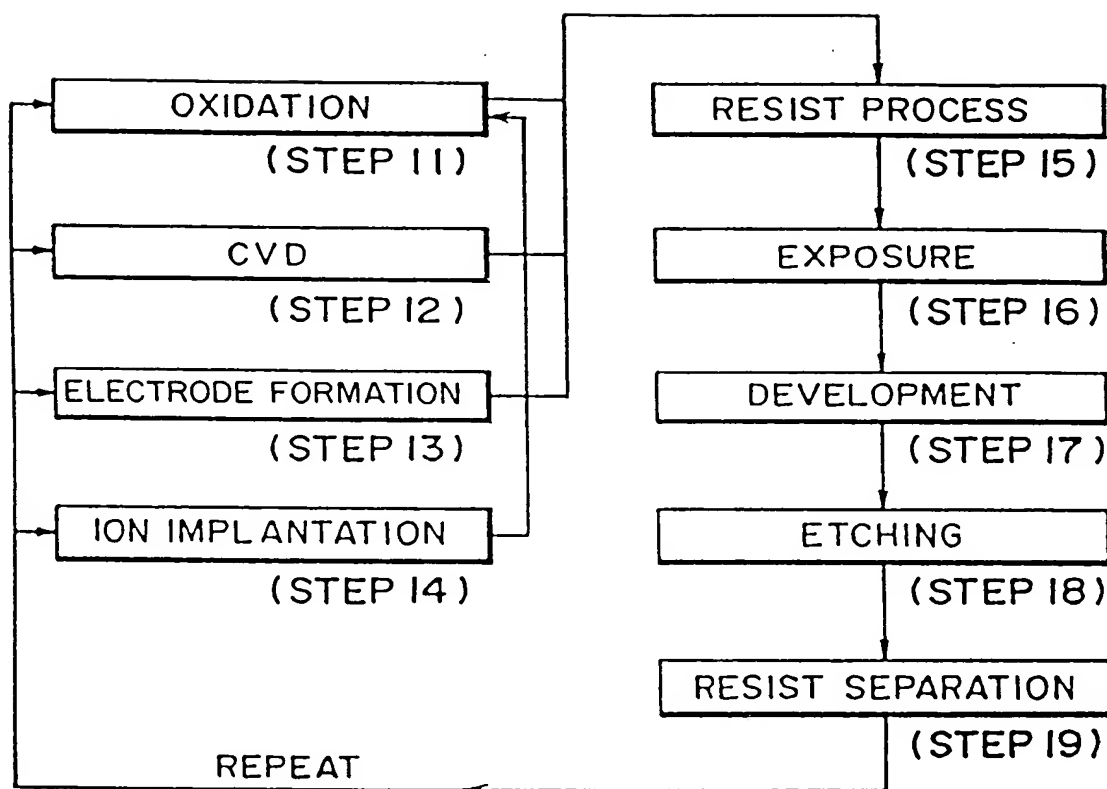 OXIDATION
(STEP 11)
CVD
(STEP 12)
ELECTRODE FORMATION
(STEP 13)
ION IMPLANTATION
(STEP 14)
REPEAT
RESIST PROCESS
(STEP 15)
EXPOSURE
(STEP 16)
DEVELOPMENT
(STEP 17)
ETCHING
(STEP 18)
RESIST SEPARATION
(STEP 19)